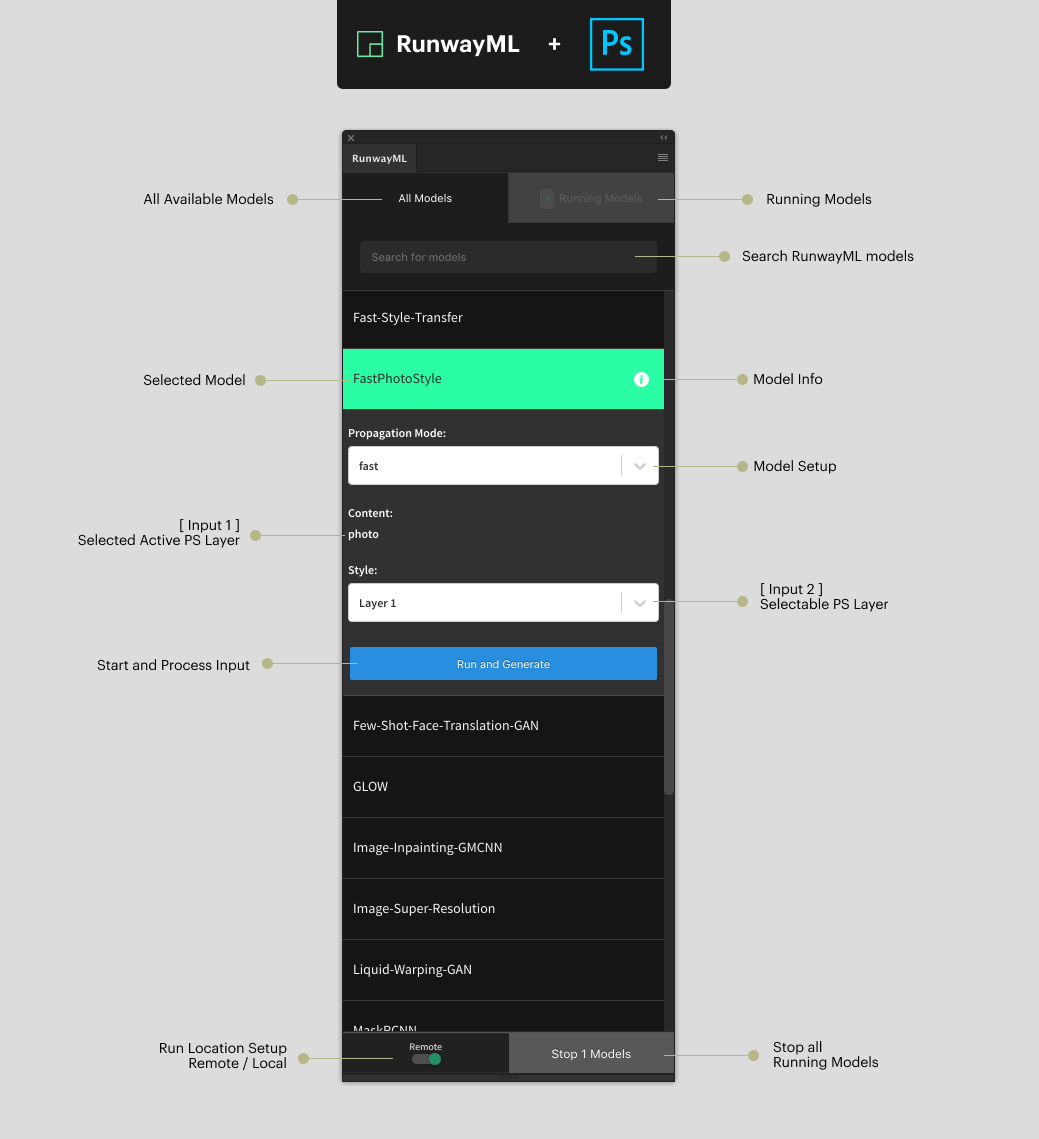 RunwayML + Ps
RunwayML
All Available Models
All Models
Running Models
Running Models
Search for models
Search RunwayML models
Fast-Style-Transfer
Selected Model
FastPhotoStyle
i
Model Info
Propagation Mode:
fast
Model Setup
Content:
photo
[ Input 1 ]
Selected Active PS Layer
Style:
Layer 1
[ Input 2 ]
Selectable PS Layer
Start and Process Input
Run and Generate
Few-Shot-Face-Translation-GAN
GLOW
Image-Inpainting-GMCNN
Image-Super-Resolution
Liquid-Warping-GAN
MaskRCNN
Run Location Setup
Remote / Local
Remote
Stop 1 Models
Stop all
Running Models